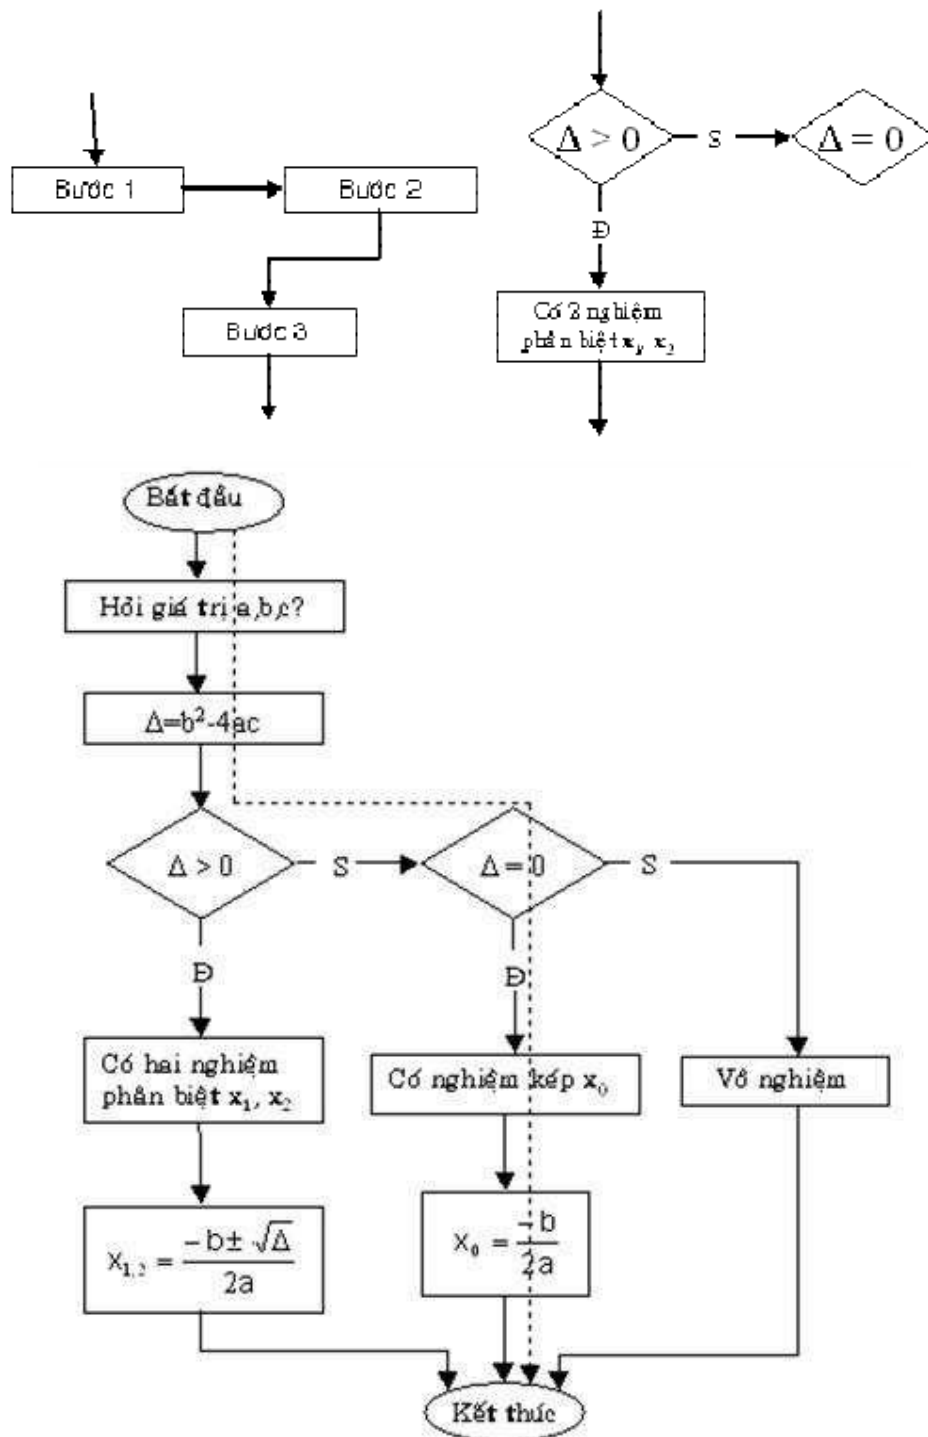 Bước 1
Bước 2
Bước 3
Δ > 0
S
Δ = 0
Đ
Có 2 nghiệm
phân biệt x₁, x₂
Bắt đầu
Hỏi giá trị a,b,c?
Δ=b²-4ac
Δ > 0
S
Δ = 0
S
Đ
Đ
Có hai nghiệm
phân biệt x₁, x₂
Có nghiệm kép x₀
Vô nghiệm
x₁,₂ = (-b ± √Δ) / 2a
x₀ = -b / 2a
Kết thúc